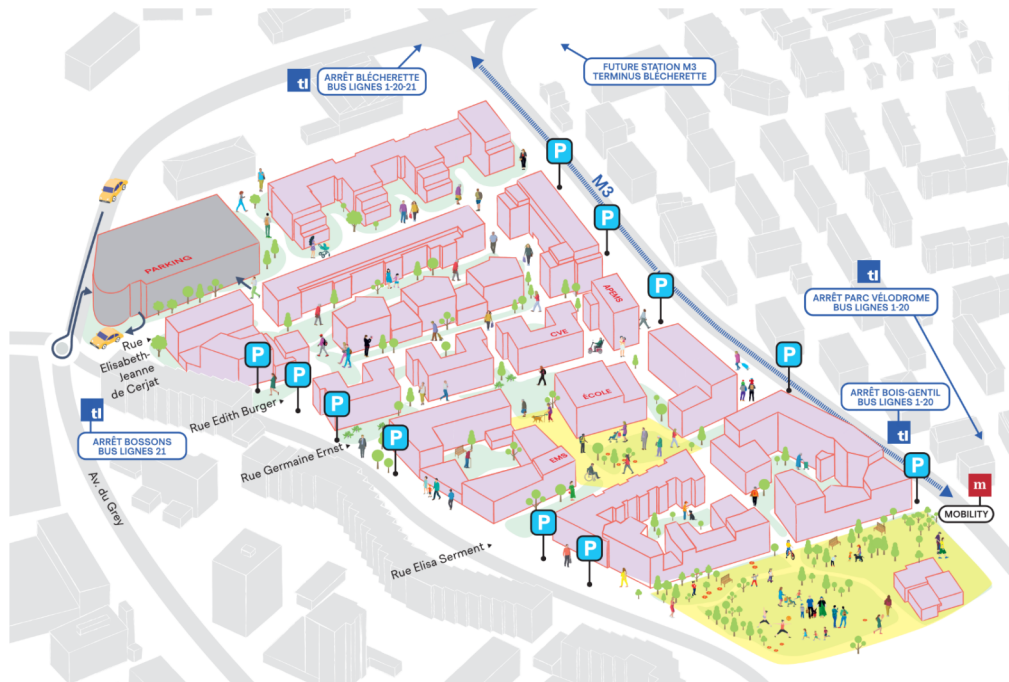 tl
ARRÊT BLÉCHERETTE
BUS LIGNES 1-20-21
FUTURE STATION M3
TERMINUS BLÉCHERETTE
P
M3
P
PARKING
P
APEMS
tl
ARRÊT PARC VÉLODROME
BUS LIGNES 1-20
CVE
Rue
Elisabeth-
Jeanne
de Cerjat
P
P
P
ÉCOLE
ARRÊT BOIS-GENTIL
BUS LIGNES 1-20
tl
Rue Edith Burger
P
tl
ARRÊT BOSSONS
BUS LIGNES 21
P
Rue Germaine Ernst
EMS
P
m
MOBILITY
Av. du Grey
P
P
Rue Elisa Serment